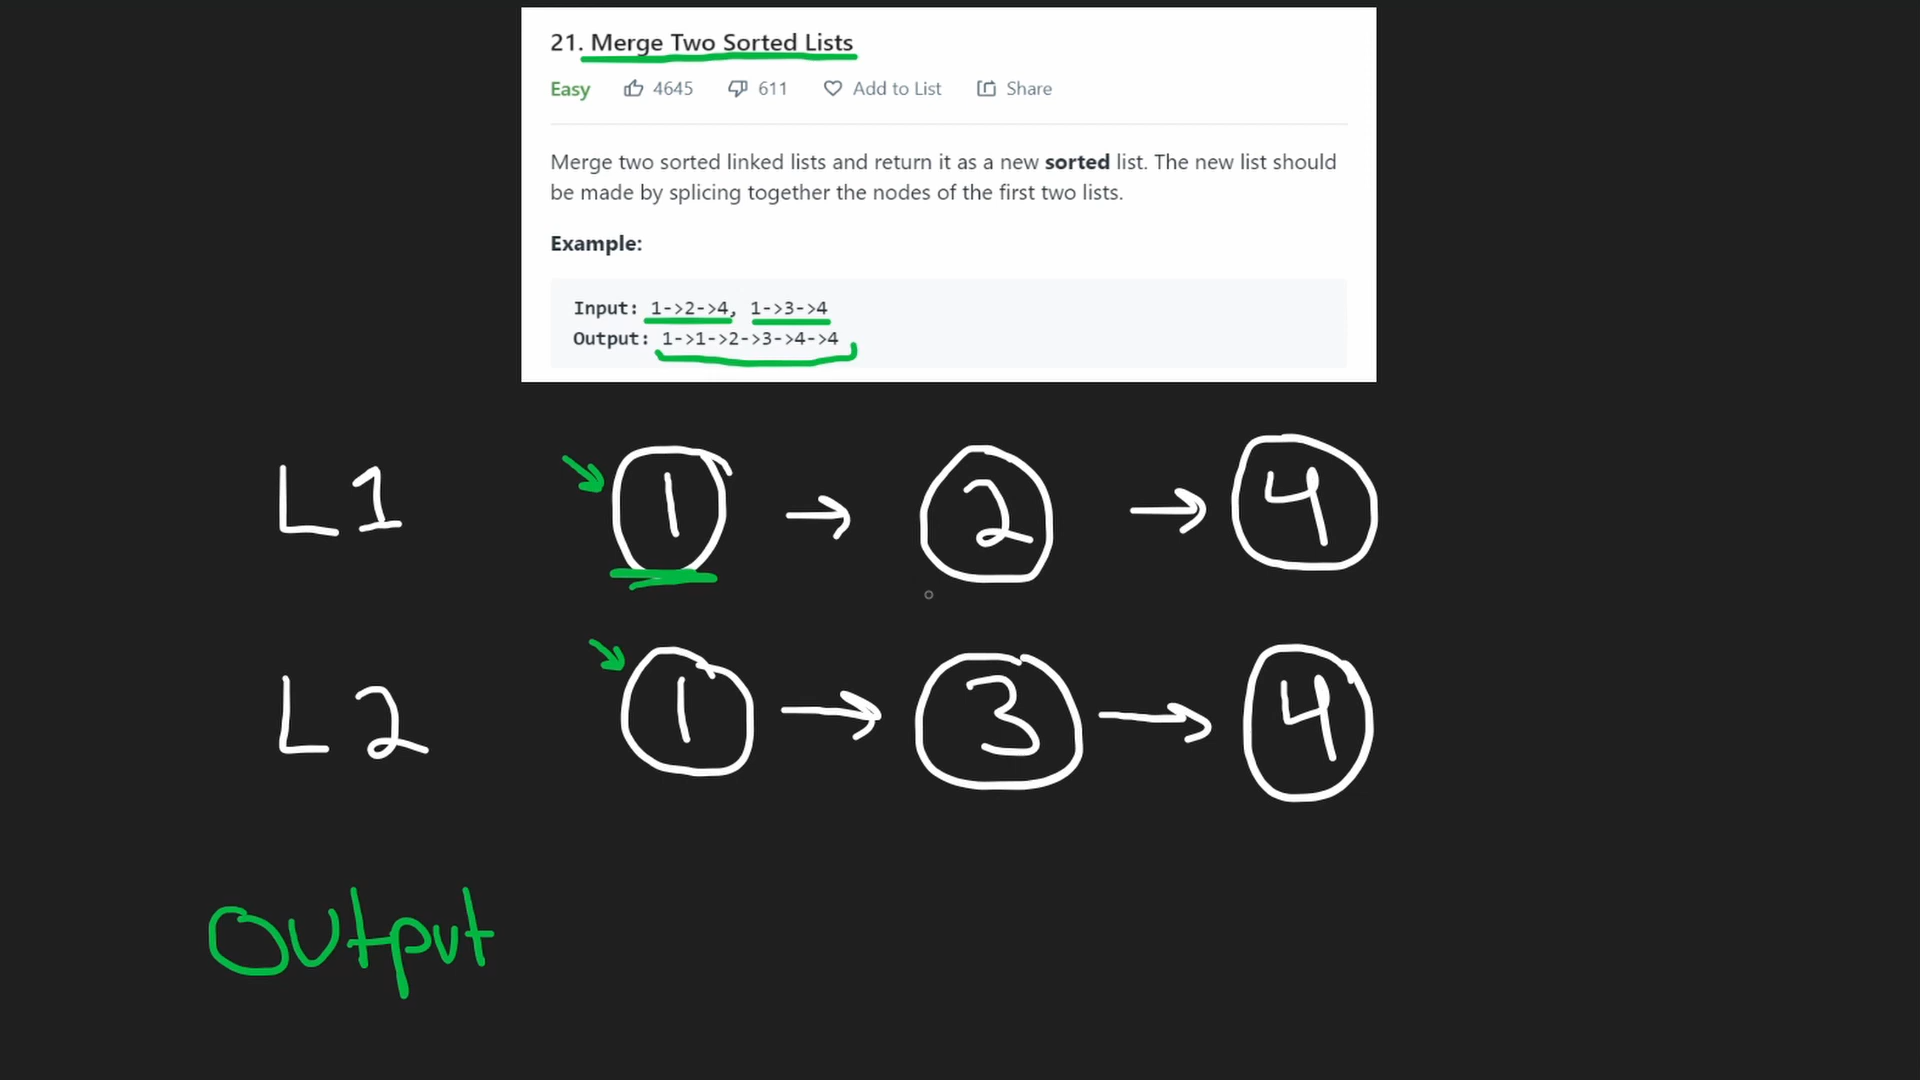 21. Merge Two Sorted Lists
Easy 4645 611 Add to List Share
Merge two sorted linked lists and return it as a new sorted list. The new list should
be made by splicing together the nodes of the first two lists.
Example:
Input: 1->2->4, 1->3->4
Output: 1->1->2->3->4->4
L1 1 → 2 → 4
L2 1 → 3 → 4
Output